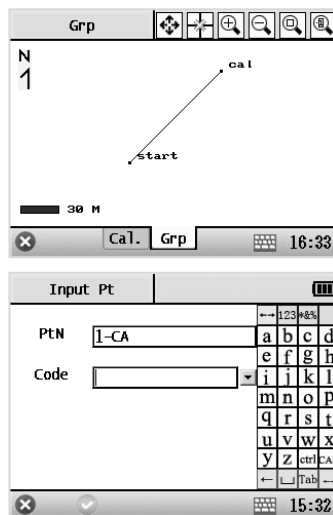 Grp
N
cal
start
30 M
Cal. Grp
16:33
Input Pt
←→ 123 *&%
PtN 1-CA
a b c d
e f g h
Code
i j k l
m n o p
q r s t
u v w x
y z ctrl CA
← Tab ←
15:32